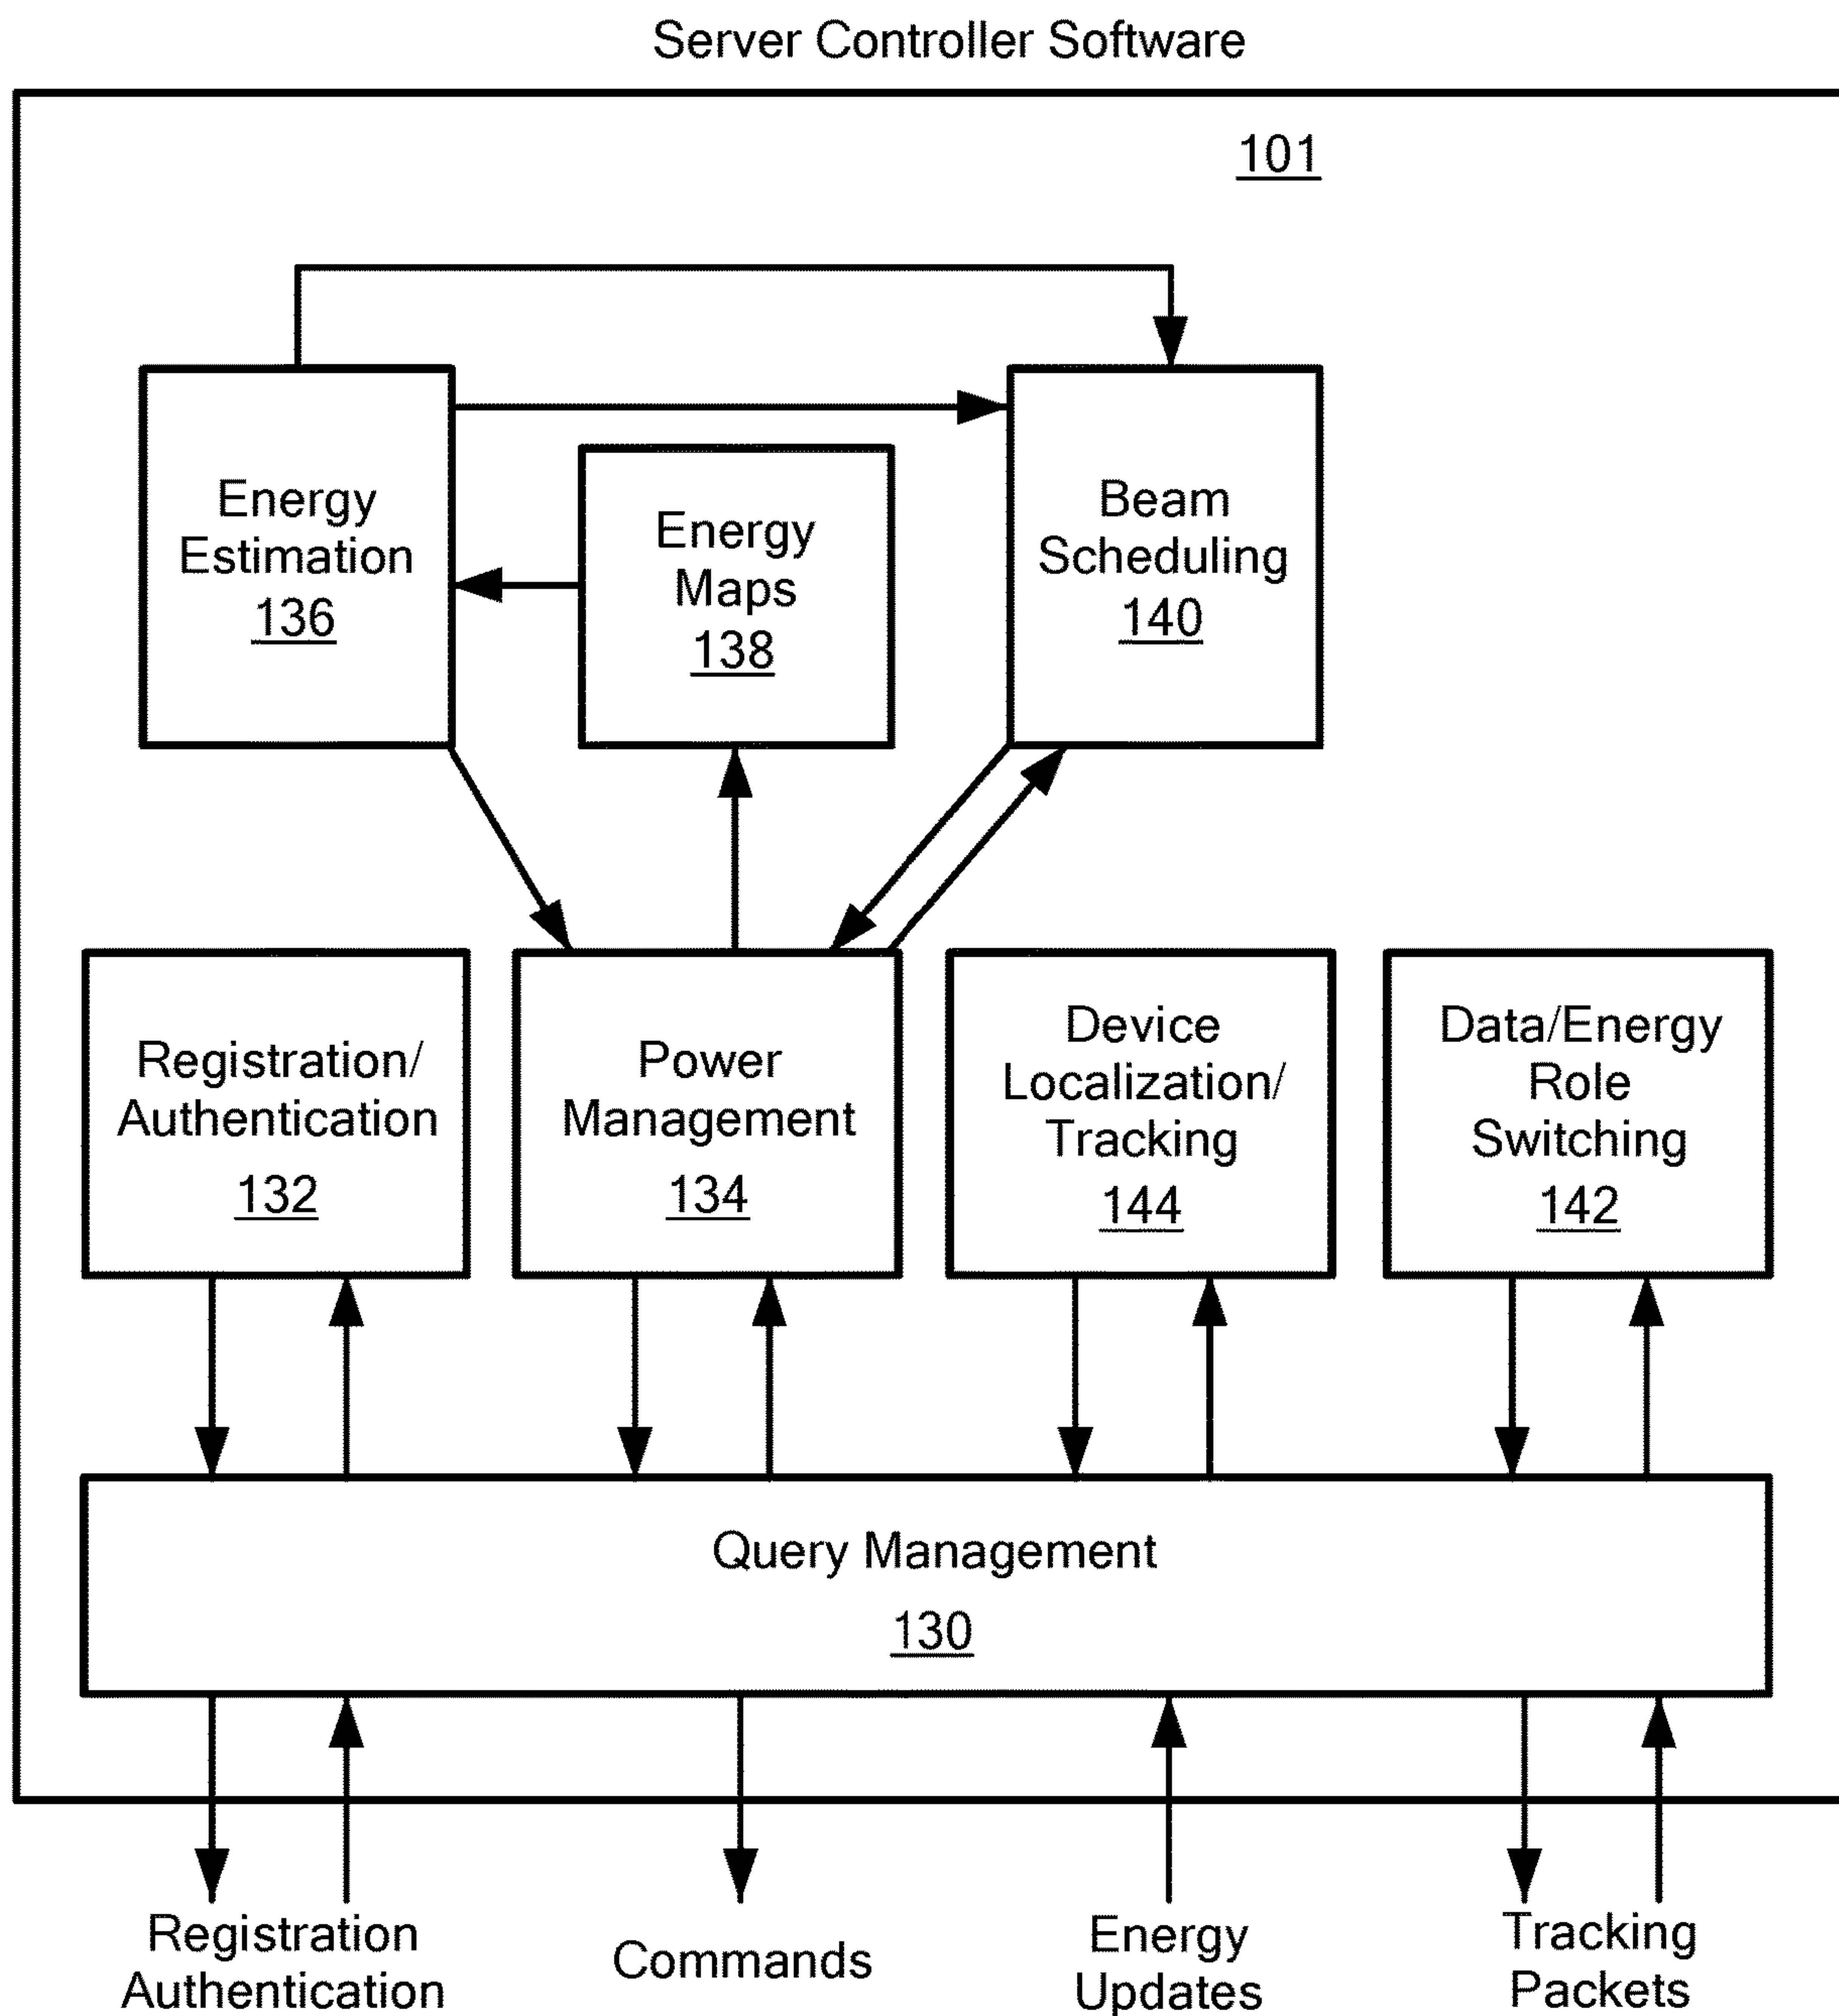 Server Controller Software
101
Energy
Estimation
136
Energy
Maps
138
Beam
Scheduling
140
Registration/
Authentication
132
Power
Management
134
Device
Localization/
Tracking
144
Data/Energy
Role
Switching
142
Query Management
130
Registration
Authentication
Commands
Energy
Updates
Tracking
Packets